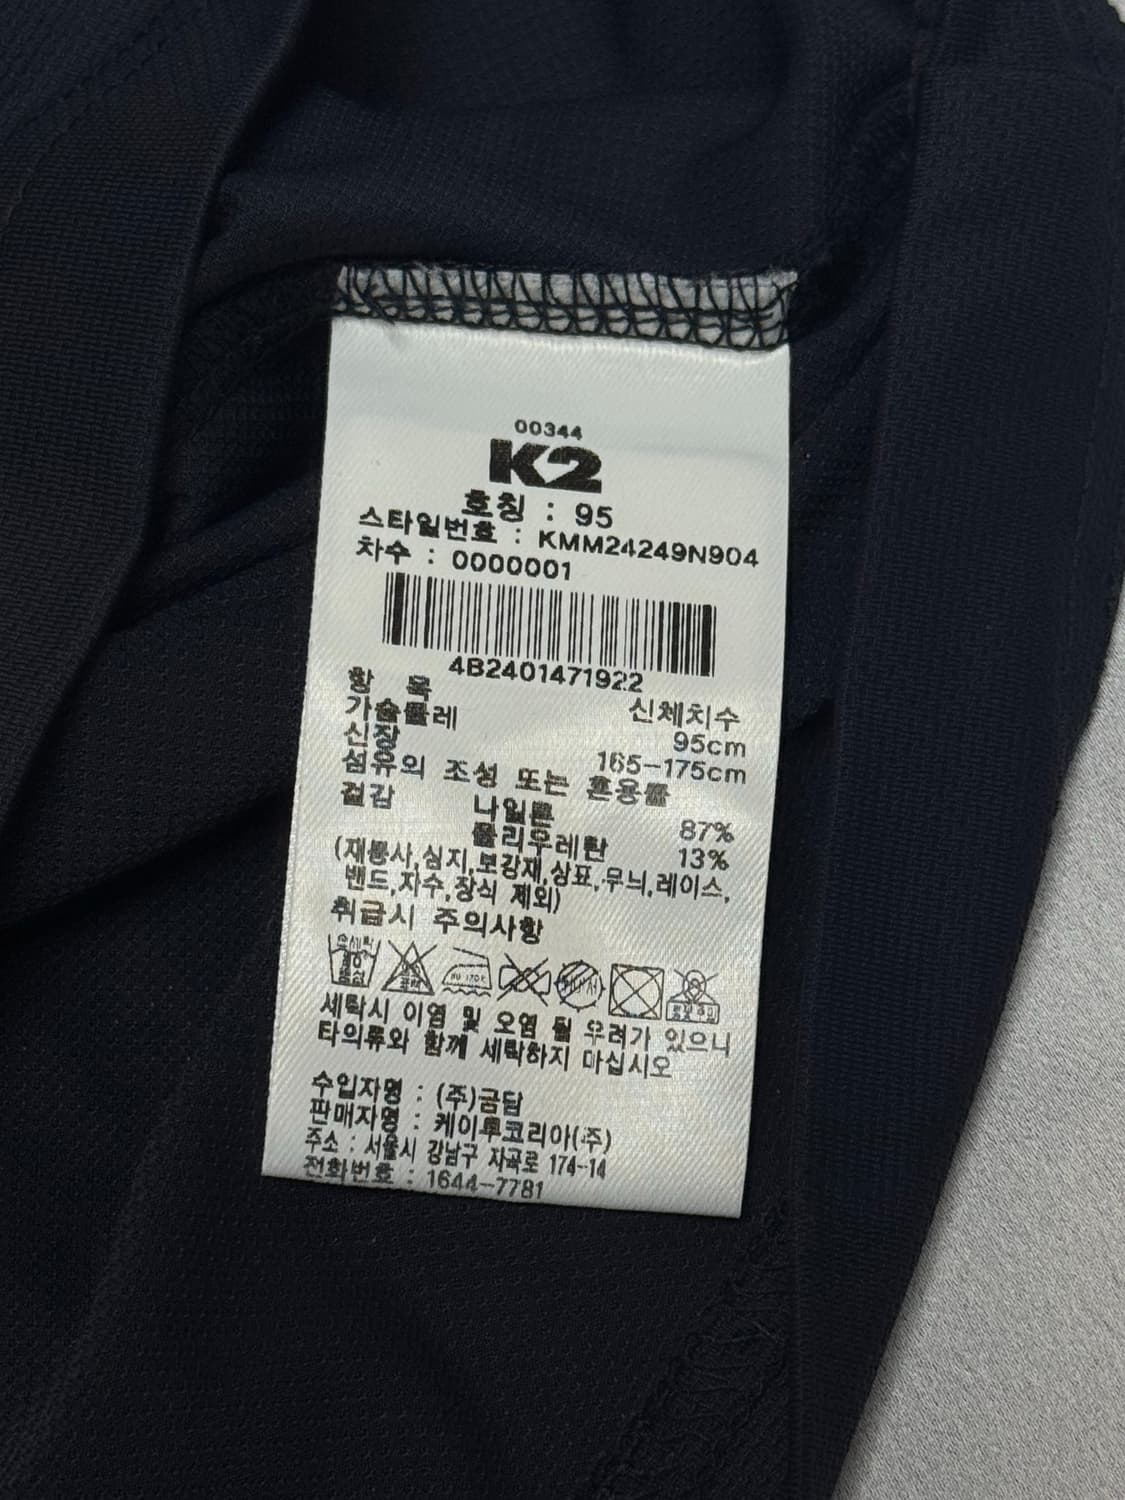 00344
K2
호칭 : 95
스타일번호 : KMM24249N904
차수 : 0000001
4B2401471922
항 목 신체치수
가슴둘레 95cm
신장 165-175cm
섬유의 조성 또는 혼용률
겉감 나일론 87%
폴리우레탄 13%
(재봉사,심지,보강재,상표,무늬,레이스,
밴드,자수,장식 제외)
취급시 주의사항
손세탁
30
중성
세탁시 이염 및 오염 될 우려가 있으니
타의류와 함께 세탁하지 마십시오
수입자명 : (주)금담
판매자명 : 케이투코리아(주)
주소 : 서울시 강남구 자곡로 174-14
전화번호 : 1644-7781